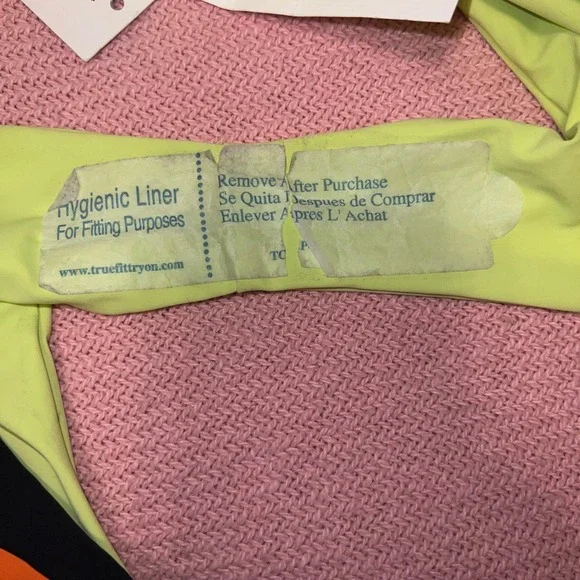 Hygienic Liner
For Fitting Purposes
www.truefittryon.com
Remove After Purchase
Se Quita Despues de Comprar
Enlever Apres L' Achat